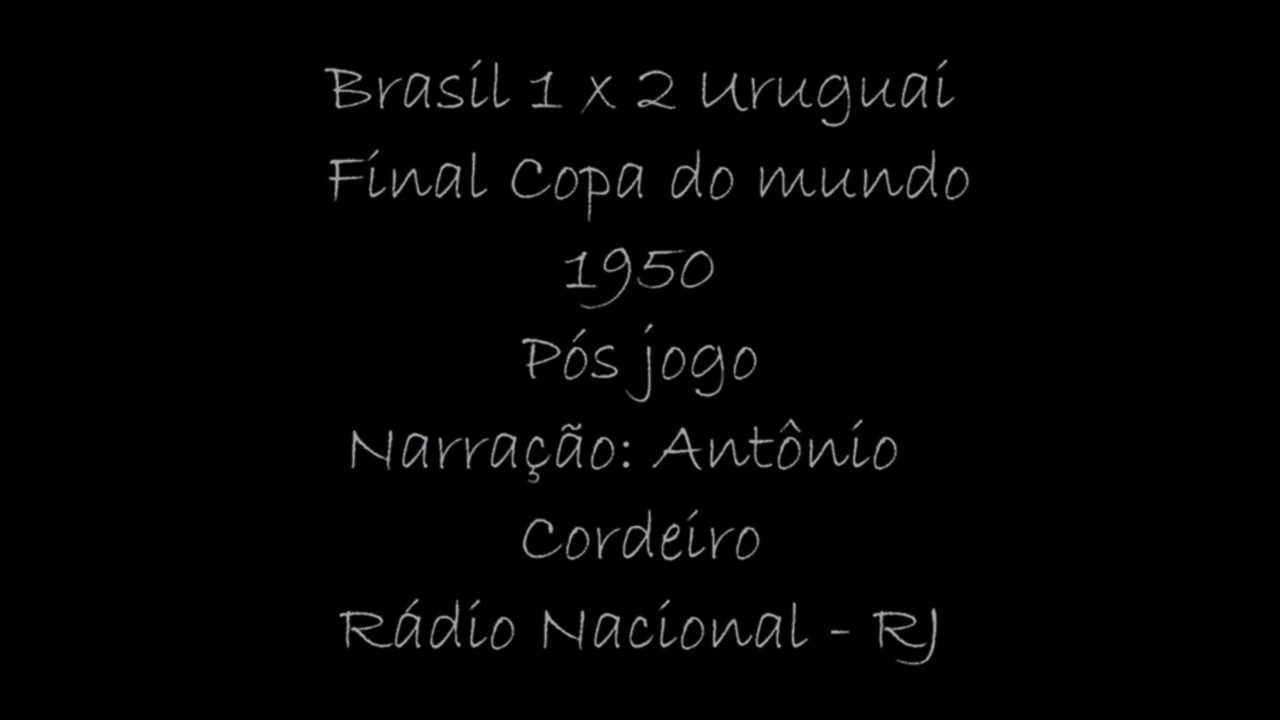 Brasil 1 x 2 Uruguai
Final Copa do mundo
1950
Pós jogo
Narração: Antônio
Cordeiro
Rádio Nacional - RJ